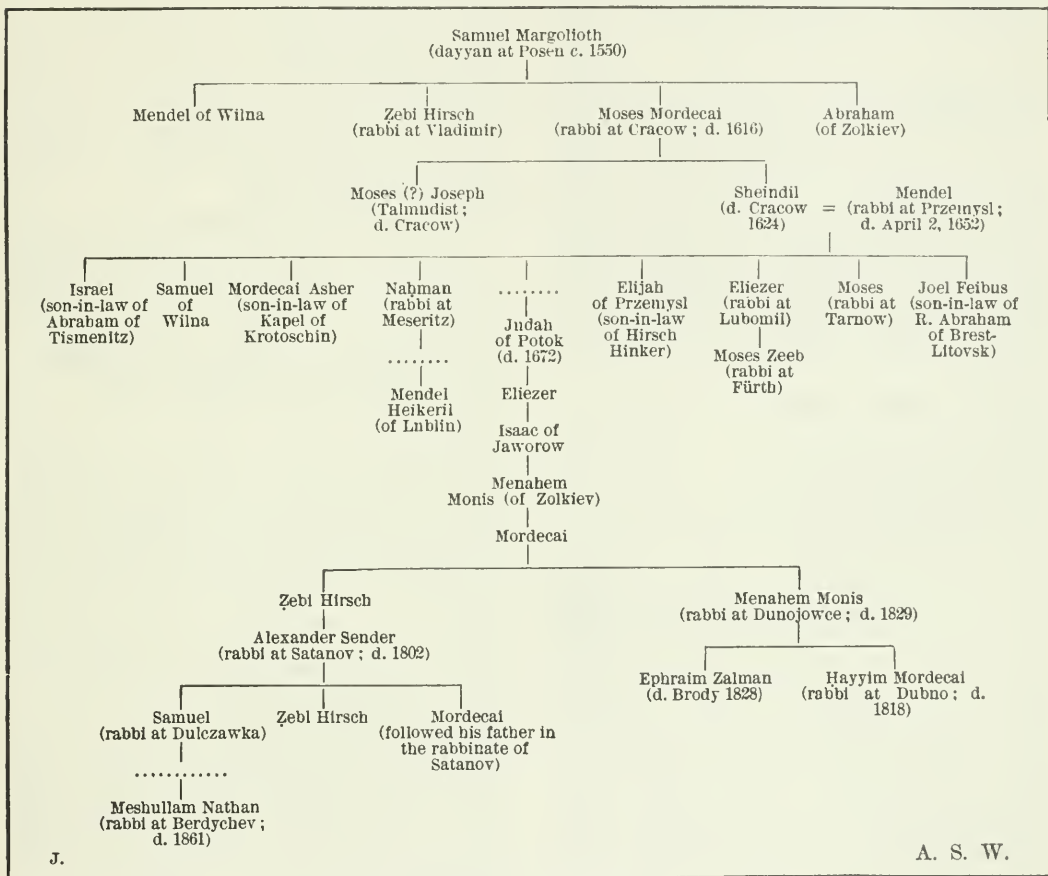 Samuel Margolioth
(dayyan at Posen c. 1550)
Mendel of Wilna
Ẓebi Hirsch
(rabbi at Vladimir)
Moses Mordecai
(rabbi at Cracow; d. 1616)
Abraham
(of Zolkiev)
Moses (?) Joseph
(Talmudist;
d. Cracow)
Sheindil
(d. Cracow
1624)
=
Mendel
(rabbi at Przemysl;
d. April 2, 1652)
Israel
(son-in-law of
Abraham of
Tismenitz)
Samuel
of
Wilna
Mordecai Asher
(son-in-law of
Kapel of
Krotoschin)
Naḥman
(rabbi at
Meseritz)
........
Mendel
Heikeril
(of Lublin)
........
Judah
of Potok
(d. 1672)
Eliezer
Isaac of
Jaworow
Menahem
Monis (of Zolkiev)
Mordecai
Elijah
of Przemysl
(son-in-law
of Hirsch
Hinker)
Eliezer
(rabbi at
Lubomil)
Moses Zeeb
(rabbi at
Fürth)
Moses
(rabbi at
Tarnow)
Joel Feibus
(son-in-law of
R. Abraham
of Brest-
Litovsk)
Ẓebi Hirsch
Alexander Sender
(rabbi at Satanov; d. 1802)
Menahem Monis
(rabbi at Dunojowce; d. 1829)
Samuel
(rabbi at Dulczawka)
............
Meshullam Nathan
(rabbi at Berdychev;
d. 1861)
Ẓebi Hirsch
Mordecai
(followed his father in
the rabbinate of
Satanov)
Ephraim Zalman
(d. Brody 1828)
Ḥayyim Mordecai
(rabbi at Dubno; d.
1818)
J.
A. S. W.